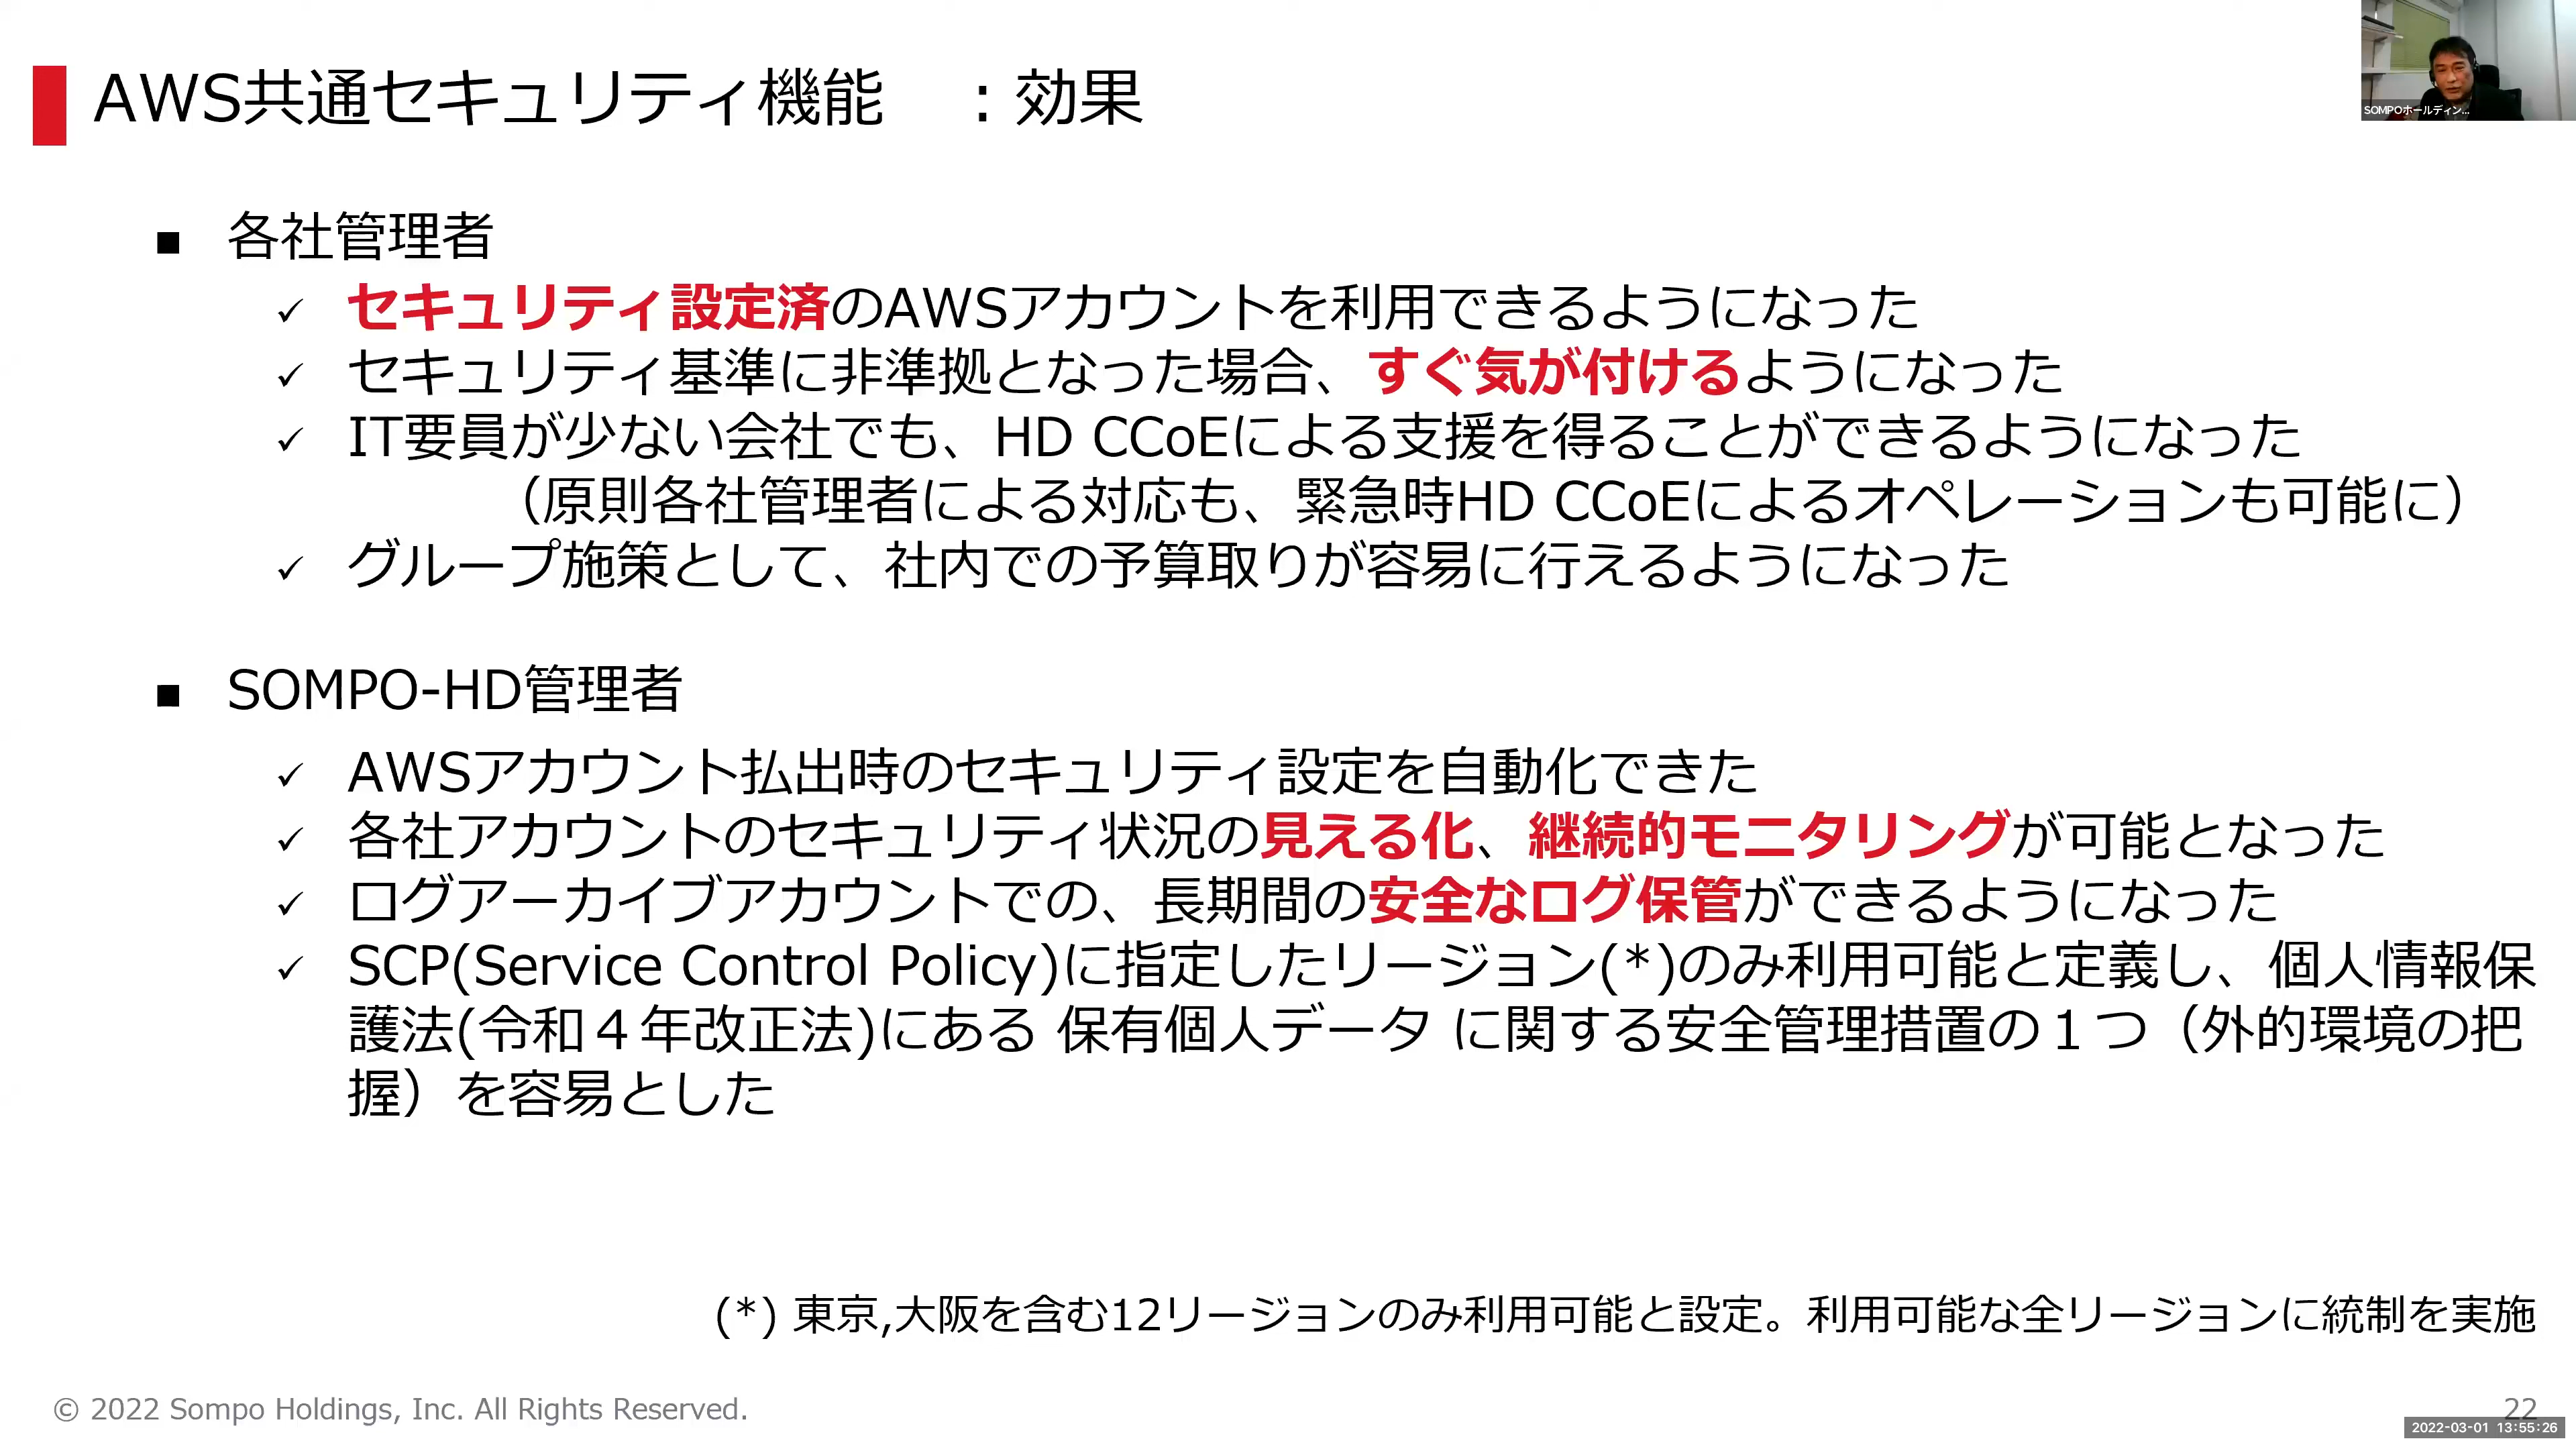 AWS共通セキュリティ機能　：効果
SOMPOホールディン...
■ 各社管理者
✓ セキュリティ設定済のAWSアカウントを利用できるようになった
✓ セキュリティ基準に非準拠となった場合、すぐ気が付けるようになった
✓ IT要員が少ない会社でも、HD CCoEによる支援を得ることができるようになった
（原則各社管理者による対応も、緊急時HD CCoEによるオペレーションも可能に）
✓ グループ施策として、社内での予算取りが容易に行えるようになった
■ SOMPO-HD管理者
✓ AWSアカウント払出時のセキュリティ設定を自動化できた
✓ 各社アカウントのセキュリティ状況の見える化、継続的モニタリングが可能となった
✓ ログアーカイブアカウントでの、長期間の安全なログ保管ができるようになった
✓ SCP(Service Control Policy)に指定したリージョン(*)のみ利用可能と定義し、個人情報保
護法(令和４年改正法)にある 保有個人データ に関する安全管理措置の１つ（外的環境の把
握）を容易とした
(*) 東京,大阪を含む12リージョンのみ利用可能と設定。利用可能な全リージョンに統制を実施
© 2022 Sompo Holdings, Inc. All Rights Reserved.
22
2022-03-01 13:55:26